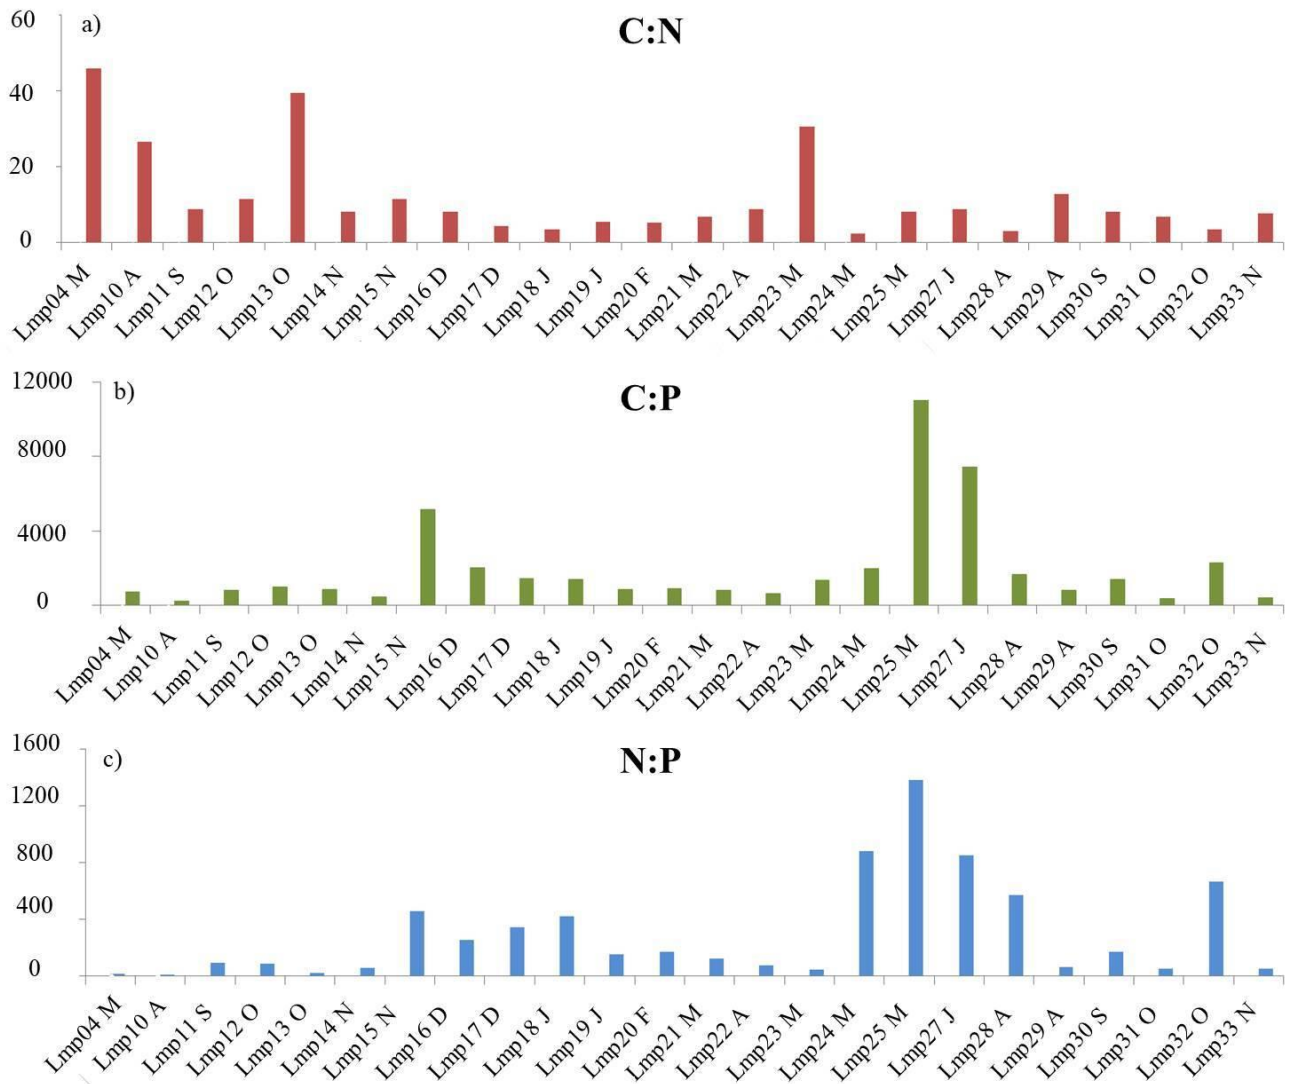 a)
C:N
60
40
20
0
Lmp04 M
Lmp10 A
Lmp11 S
Lmp12 O
Lmp13 O
Lmp14 N
Lmp15 N
Lmp16 D
Lmp17 D
Lmp18 J
Lmp19 J
Lmp20 F
Lmp21 M
Lmp22 A
Lmp23 M
Lmp24 M
Lmp25 M
Lmp27 J
Lmp28 A
Lmp29 A
Lmp30 S
Lmp31 O
Lmp32 O
Lmp33 N
b)
C:P
12000
8000
4000
0
Lmp04 M
Lmp10 A
Lmp11 S
Lmp12 O
Lmp13 O
Lmp14 N
Lmp15 N
Lmp16 D
Lmp17 D
Lmp18 J
Lmp19 J
Lmp20 F
Lmp21 M
Lmp22 A
Lmp23 M
Lmp24 M
Lmp25 M
Lmp27 J
Lmp28 A
Lmp29 A
Lmp30 S
Lmp31 O
Lmp32 O
Lmp33 N
c)
N:P
1600
1200
800
400
0
Lmp04 M
Lmp10 A
Lmp11 S
Lmp12 O
Lmp13 O
Lmp14 N
Lmp15 N
Lmp16 D
Lmp17 D
Lmp18 J
Lmp19 J
Lmp20 F
Lmp21 M
Lmp22 A
Lmp23 M
Lmp24 M
Lmp25 M
Lmp27 J
Lmp28 A
Lmp29 A
Lmp30 S
Lmp31 O
Lmp32 O
Lmp33 N